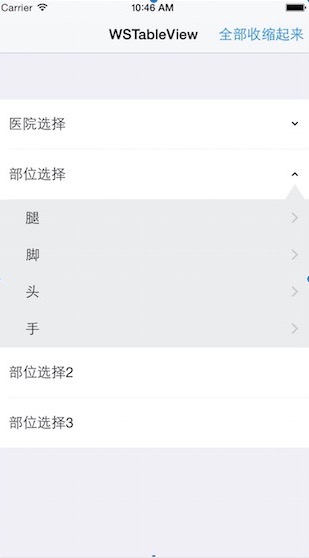 Carrier 10:46 AM
WSTableView 全部收缩起来
医院选择
部位选择
腿
脚
头
手
部位选择2
部位选择3